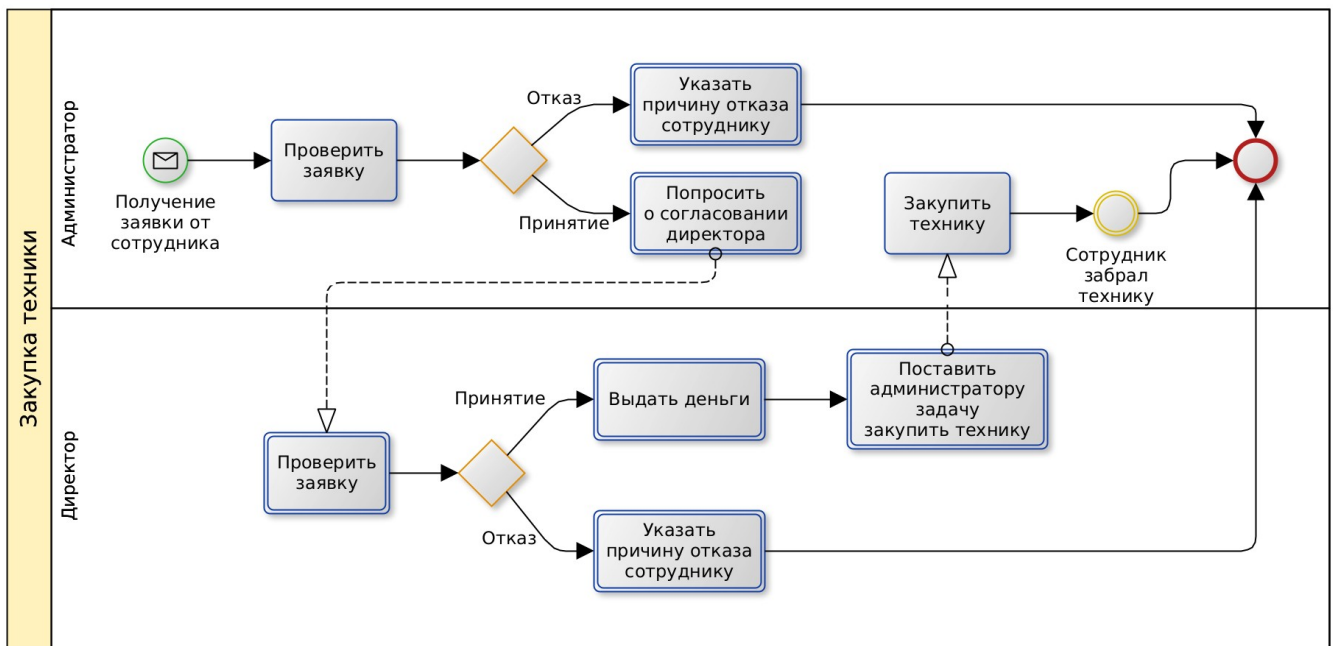 Закупка техники
Администратор
Получение
заявки от
сотрудника
Проверить
заявку
Отказ
Принятие
Указать
причину отказа
сотруднику
Попросить
о согласовании
директора
Закупить
технику
Сотрудник
забрал
технику
Директор
Проверить
заявку
Принятие
Отказ
Выдать деньги
Поставить
администратору
задачу
закупить технику
Указать
причину отказа
сотруднику